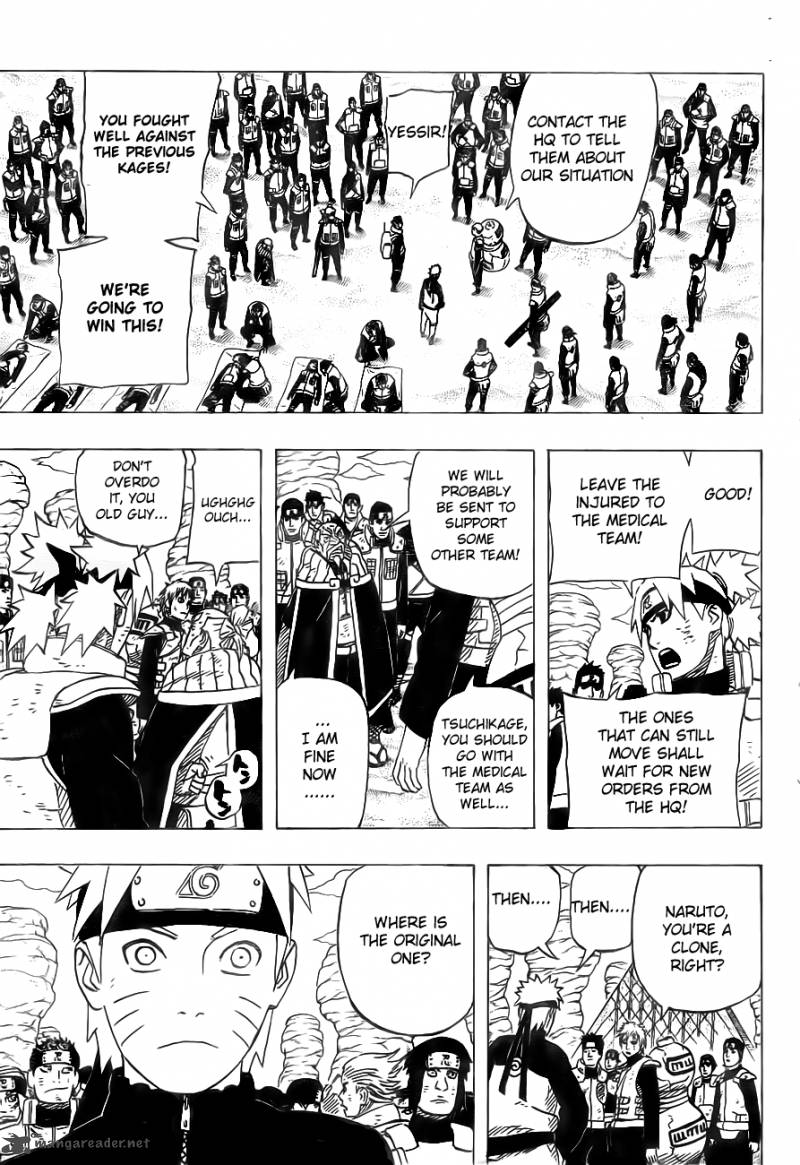 CONTACT THE
HQ TO TELL
THEM ABOUT
OUR SITUATION
YESSIR!
YOU FOUGHT
WELL AGAINST
THE PREVIOUS
KAGES!
WE'RE
GOING TO
WIN THIS!
GOOD!
LEAVE THE
INJURED TO
THE MEDICAL
TEAM!
THE ONES
THAT CAN STILL
MOVE SHALL
WAIT FOR NEW
ORDERS FROM
THE HQ!
WE WILL
PROBABLY
BE SENT TO
SUPPORT
SOME
OTHER TEAM!
TSUCHIKAGE,
YOU SHOULD
GO WITH
THE MEDICAL
TEAM AS
WELL...
...
I AM
FINE
NOW
......
UGHGHG
OUCH...
DON'T
OVERDO
IT, YOU
OLD GUY...
トントン
NARUTO,
YOU'RE A
CLONE,
RIGHT?
THEN....
THEN....
WHERE IS
THE ORIGINAL
ONE?
mangareader.net